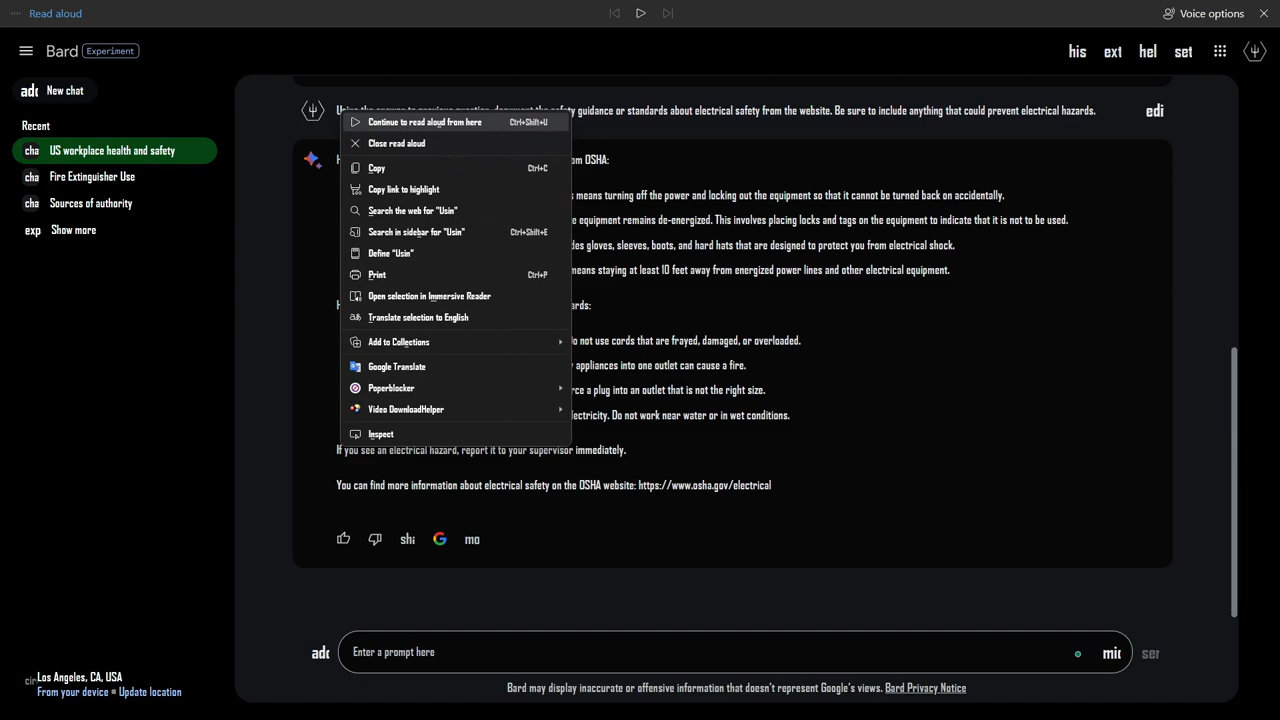 Read aloud
Voice options
Bard Experiment
his ext hel set
add New chat
Recent
cha US workplace health and safety
cha Fire Extinguisher Use
cha Sources of authority
exp Show more
safety guidance or standards about electrical safety from the website. Be sure to include anything that could prevent electrical hazards.
edi
Continue to read aloud from here Ctrl+Shift+U
Close read aloud
om OSHA:
Copy Ctrl+C
Copy link to highlight
s means turning off the power and locking out the equipment so that it cannot be turned back on accidentally.
Search the web for "Usin"
e equipment remains de-energized. This involves placing locks and tags on the equipment to indicate that it is not to be used.
Search in sidebar for "Usin" Ctrl+Shift+E
des gloves, sleeves, boots, and hard hats that are designed to protect you from electrical shock.
Define "Usin"
means staying at least 10 feet away from energized power lines and other electrical equipment.
Print Ctrl+P
Open selection in Immersive Reader
rds:
Translate selection to English
Add to Collections
o not use cords that are frayed, damaged, or overloaded.
Google Translate
y appliances into one outlet can cause a fire.
Poperblocker
rce a plug into an outlet that is not the right size.
Video DownloadHelper
lectricity. Do not work near water or in wet conditions.
Inspect
If you see an electrical hazard, report it to your supervisor immediately.
You can find more information about electrical safety on the OSHA website: https://www.osha.gov/electrical
sha
mo
add Enter a prompt here mic sen
Los Angeles, CA, USA
From your device • Update location
Bard may display inaccurate or offensive information that doesn't represent Google's views. Bard Privacy Notice